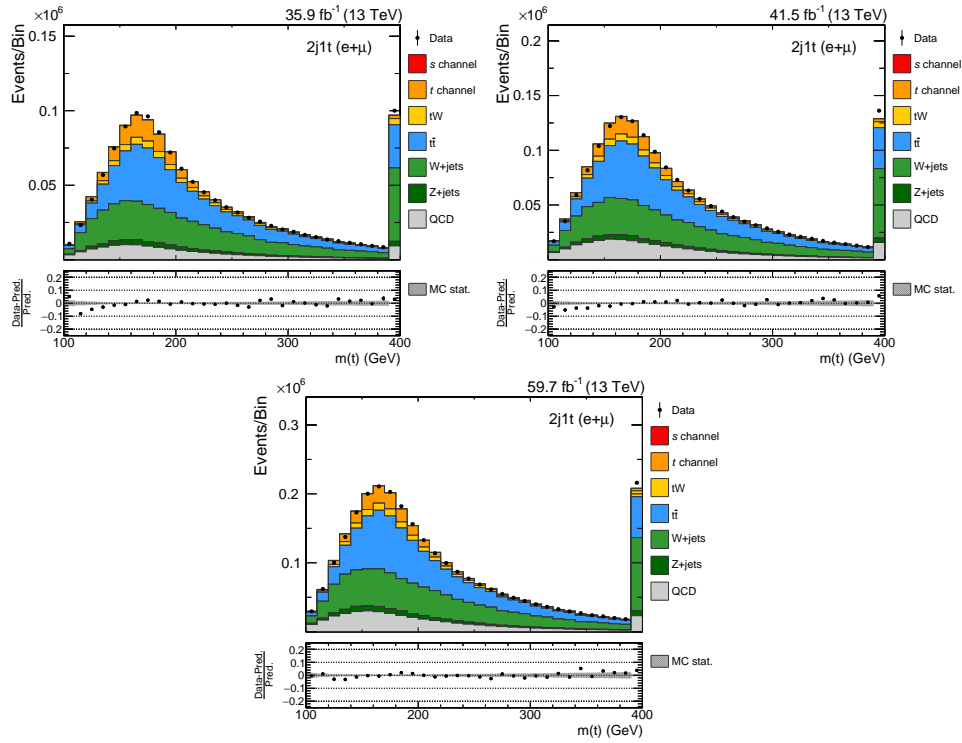 ×10⁶
35.9 fb⁻¹ (13 TeV)
Events/Bin
0.15
0.1
0.05
2j1t (e+μ)
Data
s channel
t channel
tW
tt̄
W+jets
Z+jets
QCD
Data-Pred.
Pred.
0.2
0.1
0
−0.1
−0.2
MC stat.
100
200
300
400
m(t) (GeV)
×10⁶
41.5 fb⁻¹ (13 TeV)
Events/Bin
0.2
0.15
0.1
0.05
2j1t (e+μ)
Data
s channel
t channel
tW
tt̄
W+jets
Z+jets
QCD
Data-Pred.
Pred.
0.2
0.1
0
−0.1
−0.2
MC stat.
100
200
300
400
m(t) (GeV)
×10⁶
59.7 fb⁻¹ (13 TeV)
Events/Bin
0.3
0.2
0.1
2j1t (e+μ)
Data
s channel
t channel
tW
tt̄
W+jets
Z+jets
QCD
Data-Pred.
Pred.
0.2
0.1
0
−0.1
−0.2
MC stat.
100
200
300
400
m(t) (GeV)